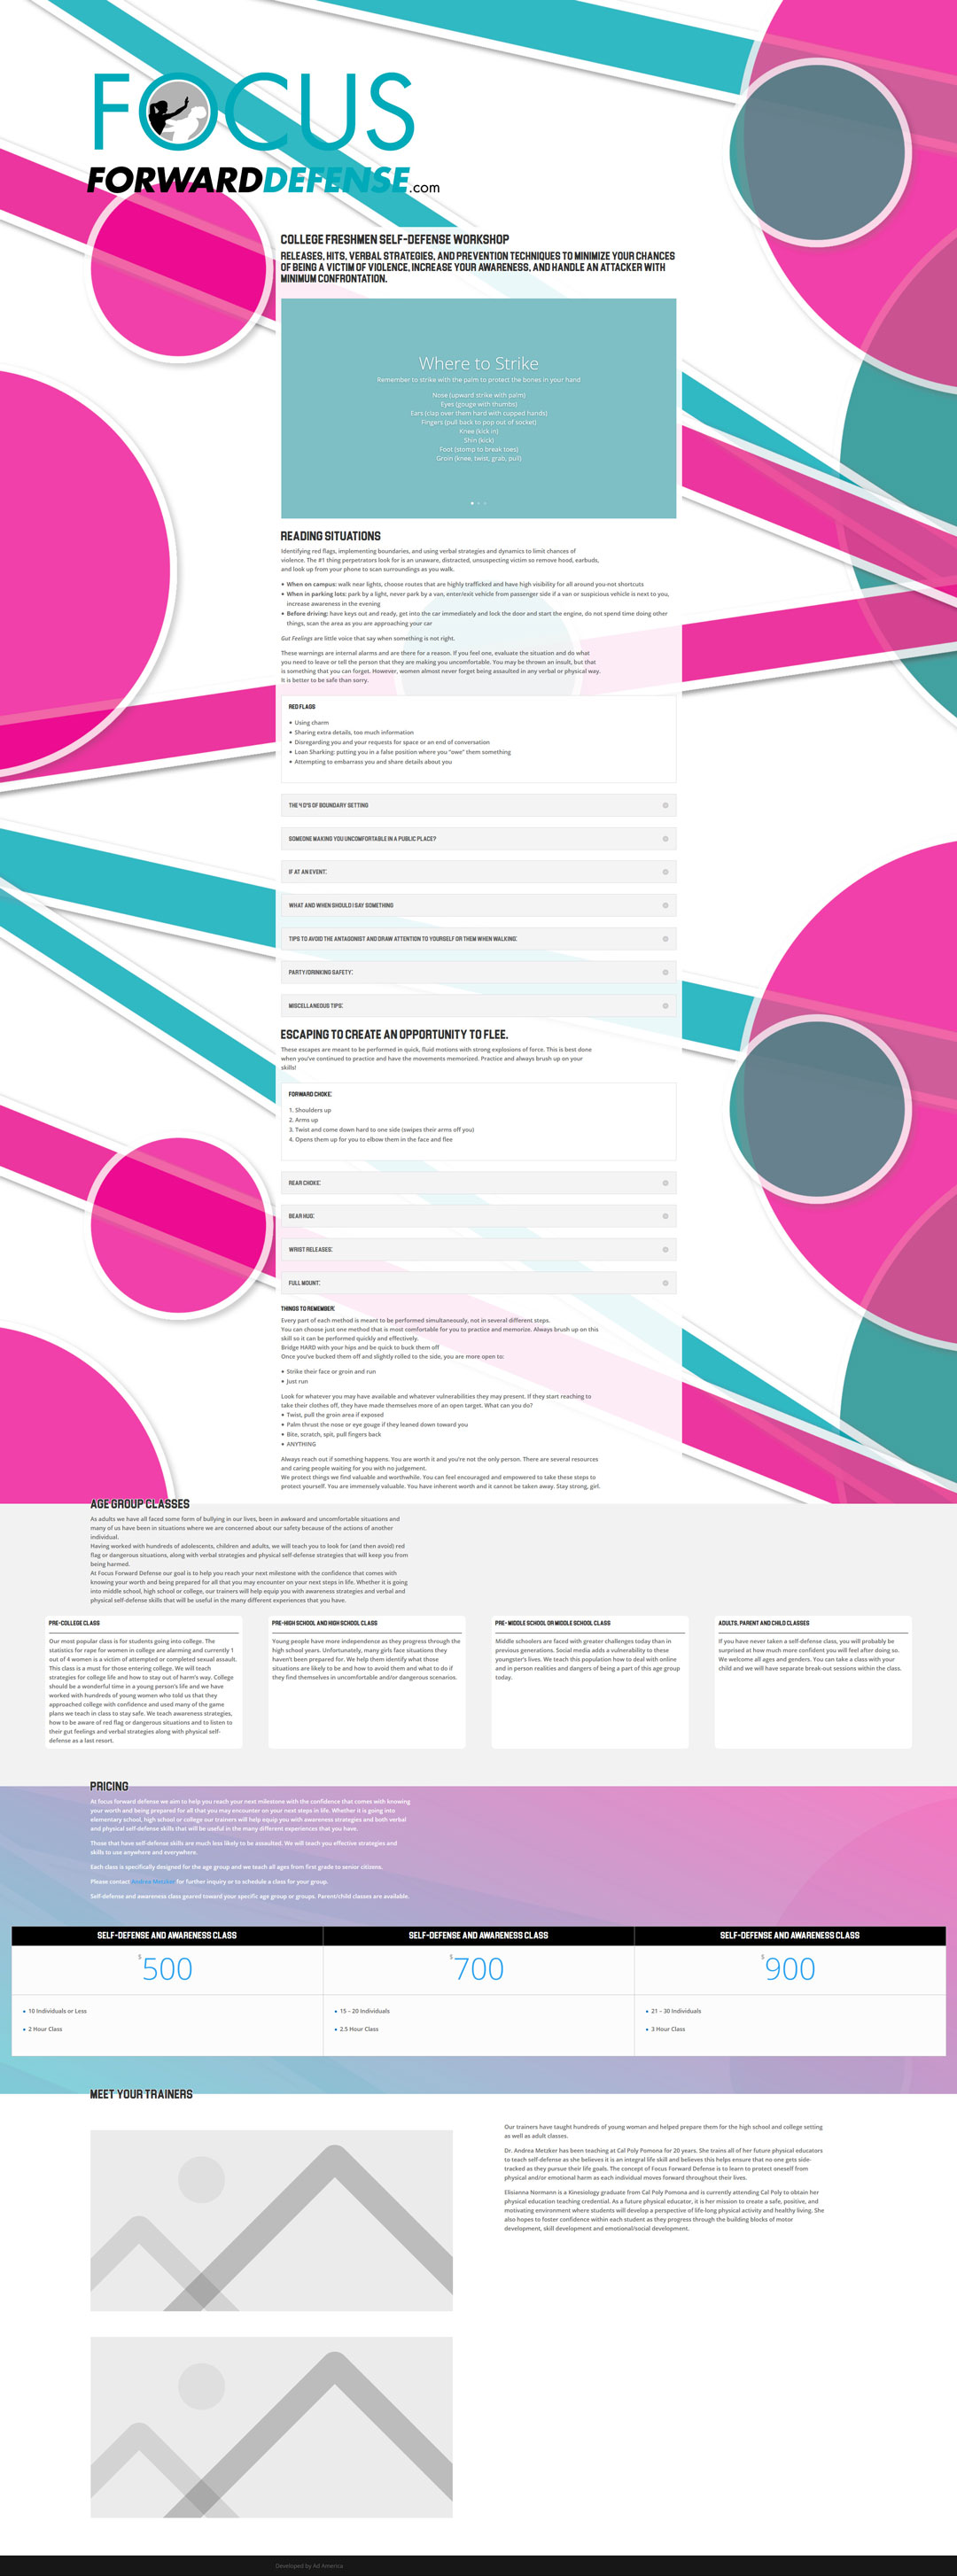 FOCUS
FORWARDDEFENSE.com
COLLEGE FRESHMEN SELF-DEFENSE WORKSHOP
RELEASES, HITS, VERBAL STRATEGIES, AND PREVENTION TECHNIQUES TO MINIMIZE YOUR CHANCES
OF BEING A VICTIM OF VIOLENCE, INCREASE YOUR AWARENESS, AND HANDLE AN ATTACKER WITH
MINIMUM CONFRONTATION.
Where to Strike
Remember to strike with the palm to protect the bones in your hand
Nose (upward strike with palm)
Eyes (gouge with thumbs)
Ears (clap over them hard with cupped hands)
Fingers (pull back to pop out of socket)
Knee (kick in)
Shin (kick)
Foot (stomp to break toes)
Groin (knee, twist, grab, pull)
READING SITUATIONS
Identifying red flags, implementing boundaries, and using verbal strategies and dynamics to limit chances of
violence. The #1 thing perpetrators look for is an unaware, distracted, unsuspecting victim so remove hood, earbuds,
and look up from your phone to scan surroundings as you walk.
• When on campus: walk near lights, choose routes that are highly trafficked and have high visibility for all around you-not shortcuts
• When in parking lots: park by a light, never park by a van, enter/exit vehicle from passenger side if a van or suspicious vehicle is next to you,
increase awareness in the evening
• Before driving: have keys out and ready, get into the car immediately and lock the door and start the engine, do not spend time doing other
things, scan the area as you are approaching your car
Gut Feelings are little voice that say when something is not right.
These warnings are internal alarms and are there for a reason. If you feel one, evaluate the situation and do what
you need to leave or tell the person that they are making you uncomfortable. You may be thrown an insult, but that
is something that you can forget. However, women almost never forget being assaulted in any verbal or physical way.
It is better to be safe than sorry.
RED FLAGS
• Using charm
• Sharing extra details, too much information
• Disregarding you and your requests for space or an end of conversation
• Loan Sharking: putting you in a false position where you "owe" them something
• Attempting to embarrass you and share details about you
THE 4 D'S OF BOUNDARY SETTING
SOMEONE MAKING YOU UNCOMFORTABLE IN A PUBLIC PLACE?
IF AT AN EVENT:
WHAT AND WHEN SHOULD I SAY SOMETHING
TIPS TO AVOID THE ANTAGONIST AND DRAW ATTENTION TO YOURSELF OR THEM WHEN WALKING:
PARTY/DRINKING SAFETY:
MISCELLANEOUS TIPS:
ESCAPING TO CREATE AN OPPORTUNITY TO FLEE.
These escapes are meant to be performed in quick, fluid motions with strong explosions of force. This is best done
when you've continued to practice and have the movements memorized. Practice and always brush up on your
skills!
FORWARD CHOKE:
1. Shoulders up
2. Arms up
3. Twist and come down hard to one side (swipes their arms off you)
4. Opens them up for you to elbow them in the face and flee
REAR CHOKE:
BEAR HUG:
WRIST RELEASES:
FULL MOUNT:
THINGS TO REMEMBER:
Every part of each method is meant to be performed simultaneously, not in several different steps.
You can choose just one method that is most comfortable for you to practice and memorize. Always brush up on this
skill so it can be performed quickly and effectively.
Bridge HARD with your hips and be quick to buck them off
Once you've bucked them off and slightly rolled to the side, you are more open to:
• Strike their face or groin and run
• Just run
Look for whatever you may have available and whatever vulnerabilities they may present. If they start reaching to
take their clothes off, they have made themselves more of an open target. What can you do?
• Twist, pull the groin area if exposed
• Palm thrust the nose or eye gouge if they leaned down toward you
• Bite, scratch, spit, pull fingers back
• ANYTHING
Always reach out if something happens. You are worth it and you're not the only person. There are several resources
and caring people waiting for you with no judgement.
We protect things we find valuable and worthwhile. You can feel encouraged and empowered to take these steps to
protect yourself. You are immensely valuable. You have inherent worth and it cannot be taken away. Stay strong, girl.
AGE GROUP CLASSES
As adults we have all faced some form of bullying in our lives, been in awkward and uncomfortable situations and
many of us have been in situations where we are concerned about our safety because of the actions of another
individual.
Having worked with hundreds of adolescents, children and adults, we will teach you to look for (and then avoid) red
flag or dangerous situations, along with verbal strategies and physical self-defense strategies that will keep you from
being harmed.
At Focus Forward Defense our goal is to help you reach your next milestone with the confidence that comes with
knowing your worth and being prepared for all that you may encounter on your next steps in life. Whether it is going
into middle school, high school or college, our trainers will help equip you with awareness strategies and verbal and
physical self-defense skills that will be useful in the many different experiences that you have.
PRE-COLLEGE CLASS
Our most popular class is for students going into college. The
statistics for rape for women in college are alarming and currently 1
out of 4 women is a victim of attempted or completed sexual assault.
This class is a must for those entering college. We will teach
strategies for college life and how to stay out of harm's way. College
should be a wonderful time in a young person's life and we have
worked with hundreds of young women who told us that they
approached college with confidence and used many of the game
plans we teach in class to stay safe. We teach awareness strategies,
how to be aware of red flag or dangerous situations and to listen to
their gut feelings and verbal strategies along with physical self-
defense as a last resort.
PRE-HIGH SCHOOL AND HIGH SCHOOL CLASS
Young people have more independence as they progress through the
high school years. Unfortunately, many girls face situations they
haven't been prepared for. We help them identify what those
situations are likely to be and how to avoid them and what to do if
they find themselves in uncomfortable and/or dangerous scenarios.
PRE- MIDDLE SCHOOL OR MIDDLE SCHOOL CLASS
Middle schoolers are faced with greater challenges today than in
previous generations. Social media adds a vulnerability to these
youngster's lives. We teach this population how to deal with online
and in person realities and dangers of being a part of this age group
today.
ADULTS, PARENT AND CHILD CLASSES
If you have never taken a self-defense class, you will probably be
surprised at how much more confident you will feel after doing so.
We welcome all ages and genders. You can take a class with your
child and we will have separate break-out sessions within the class.
PRICING
At focus forward defense we aim to help you reach your next milestone with the confidence that comes with knowing
your worth and being prepared for all that you may encounter on your next steps in life. Whether it is going into
elementary school, high school or college our trainers will help equip you with awareness strategies and both verbal
and physical self-defense skills that will be useful in the many different experiences that you have.
Those that have self-defense skills are much less likely to be assaulted. We will teach you effective strategies and
skills to use anywhere and everywhere.
Each class is specifically designed for the age group and we teach all ages from first grade to senior citizens.
Please contact Andrea Metzker for further inquiry or to schedule a class for your group.
Self-defense and awareness class geared toward your specific age group or groups. Parent/child classes are available.
SELF-DEFENSE AND AWARENESS CLASS
$500
• 10 Individuals or Less
• 2 Hour Class
SELF-DEFENSE AND AWARENESS CLASS
$700
• 15 – 20 Individuals
• 2.5 Hour Class
SELF-DEFENSE AND AWARENESS CLASS
$900
• 21 – 30 Individuals
• 3 Hour Class
MEET YOUR TRAINERS
Our trainers have taught hundreds of young woman and helped prepare them for the high school and college setting
as well as adult classes.
Dr. Andrea Metzker has been teaching at Cal Poly Pomona for 20 years. She trains all of her future physical educators
to teach self-defense as she believes it is an integral life skill and believes this helps ensure that no one gets side-
tracked as they pursue their life goals. The concept of Focus Forward Defense is to learn to protect oneself from
physical and/or emotional harm as each individual moves forward throughout their lives.
Elisianna Normann is a Kinesiology graduate from Cal Poly Pomona and is currently attending Cal Poly to obtain her
physical education teaching credential. As a future physical educator, it is her mission to create a safe, positive, and
motivating environment where students will develop a perspective of life-long physical activity and healthy living. She
also hopes to foster confidence within each student as they progress through the building blocks of motor
development, skill development and emotional/social development.
Developed by Ad America